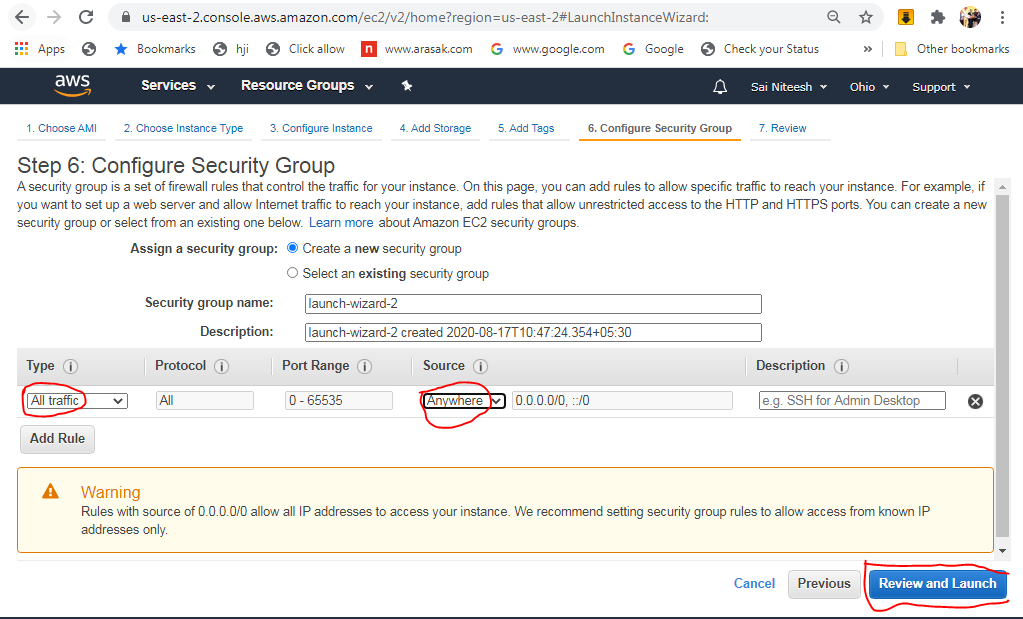 us-east-2.console.aws.amazon.com/ec2/v2/home?region=us-east-2#LaunchInstanceWizard:
Apps Bookmarks hji Click allow n www.arasak.com G www.google.com G Google Check your Status » Other bookmarks
aws Services Resource Groups Sai Niteesh Ohio Support
1. Choose AMI 2. Choose Instance Type 3. Configure Instance 4. Add Storage 5. Add Tags 6. Configure Security Group 7. Review
Step 6: Configure Security Group
A security group is a set of firewall rules that control the traffic for your instance. On this page, you can add rules to allow specific traffic to reach your instance. For example, if
you want to set up a web server and allow Internet traffic to reach your instance, add rules that allow unrestricted access to the HTTP and HTTPS ports. You can create a new
security group or select from an existing one below. Learn more about Amazon EC2 security groups.
Assign a security group: Create a new security group
Select an existing security group
Security group name: launch-wizard-2
Description: launch-wizard-2 created 2020-08-17T10:47:24.354+05:30
Type i Protocol i Port Range i Source i Description i
All traffic All 0 - 65535 Anywhere 0.0.0.0/0, ::/0 e.g. SSH for Admin Desktop
Add Rule
Warning
Rules with source of 0.0.0.0/0 allow all IP addresses to access your instance. We recommend setting security group rules to allow access from known IP
addresses only.
Cancel Previous Review and Launch